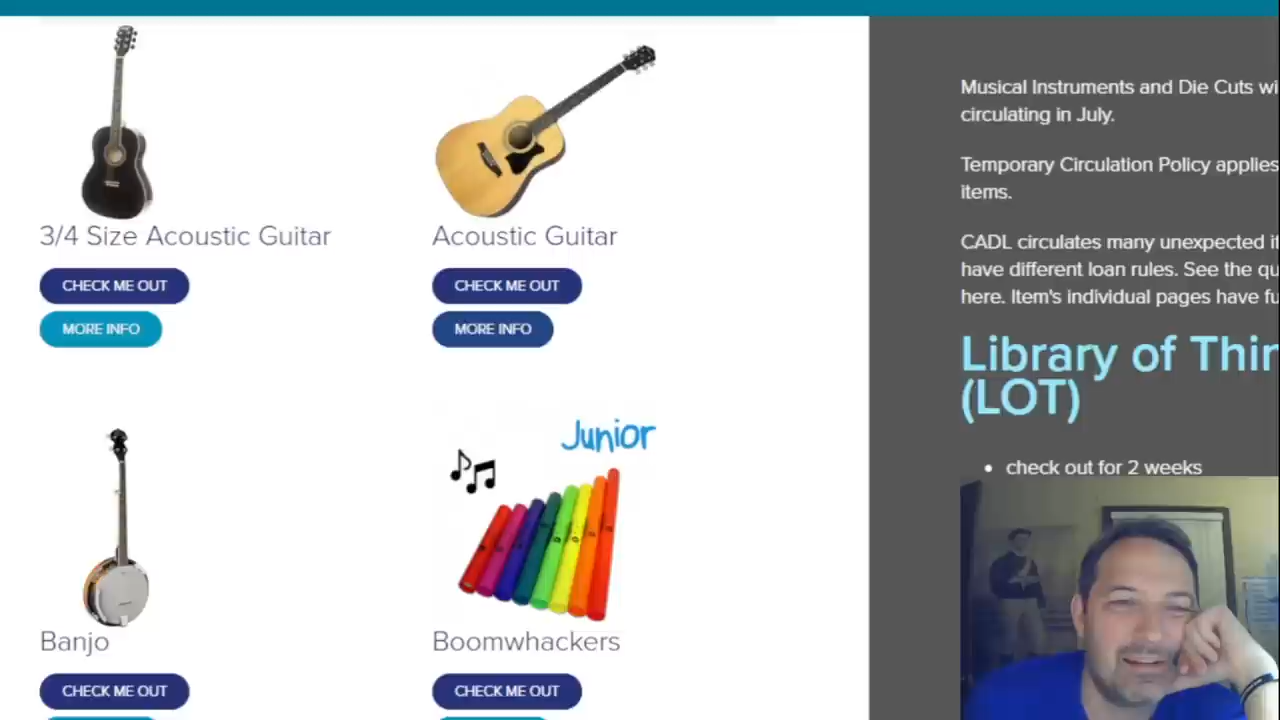 3/4 Size Acoustic Guitar
CHECK ME OUT
MORE INFO
Acoustic Guitar
CHECK ME OUT
MORE INFO
Banjo
CHECK ME OUT
Junior
Boomwhackers
CHECK ME OUT
Musical Instruments and Die Cuts
circulating in July.
Temporary Circulation Policy applies
items.
CADL circulates many unexpected
have different loan rules. See the
here. Item's individual pages have
Library of
(LOT)
• check out for 2 weeks